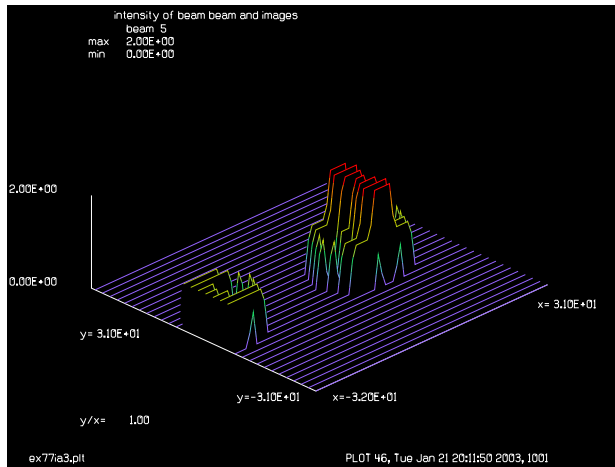 intensity of beam beam and images
beam 5
max 2.00E+00
min 0.00E+00
2.00E+00
0.00E+00
x= 3.10E+01
y= 3.10E+01
y=-3.10E+01 x=-3.20E+01
y/x= 1.00
ex77ia3.plt PLOT 46, Tue Jan 21 20:11:50 2003, 1001